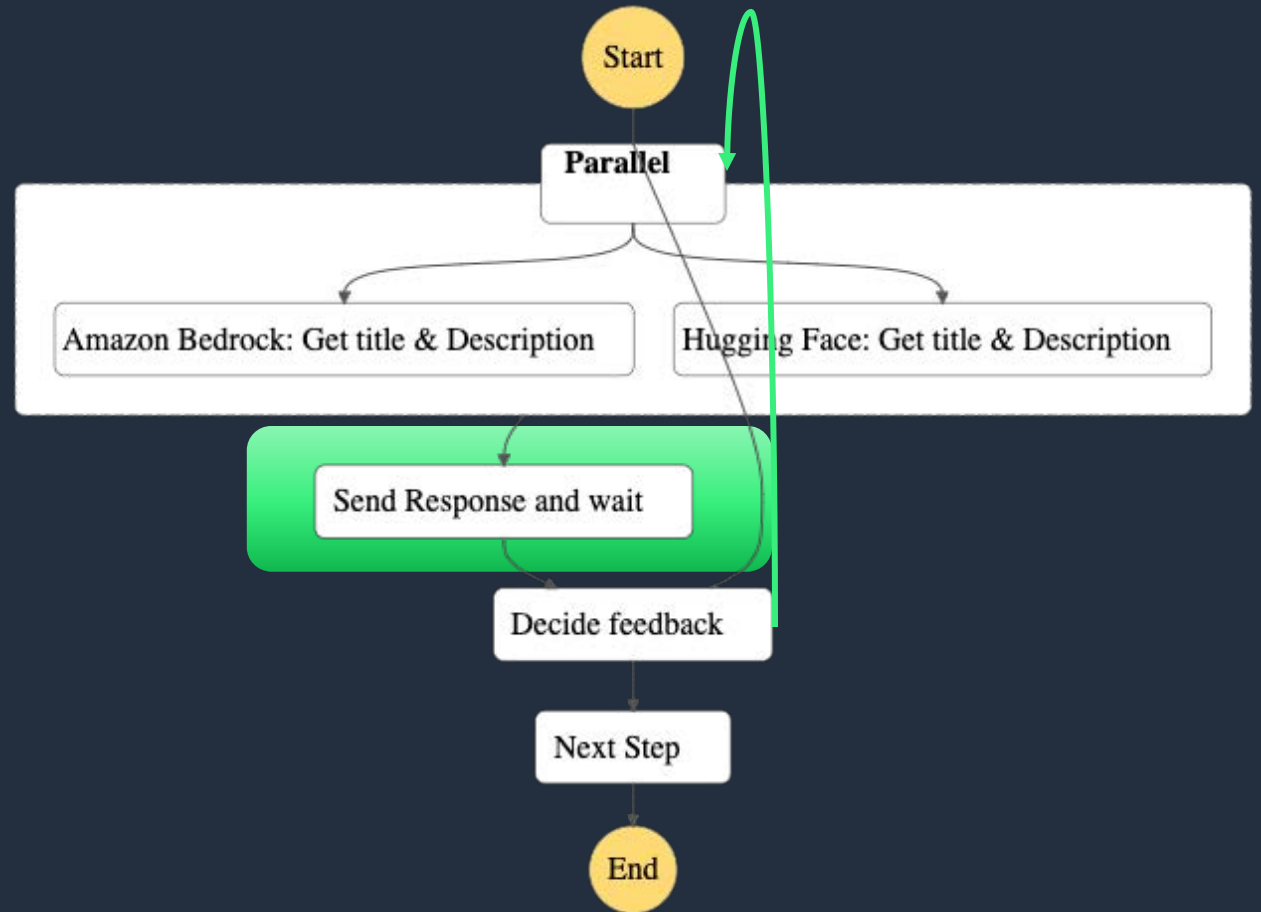 Start
Parallel
Amazon Bedrock: Get title & Description
Hugging Face: Get title & Description
Send Response and wait
Decide feedback
Next Step
End